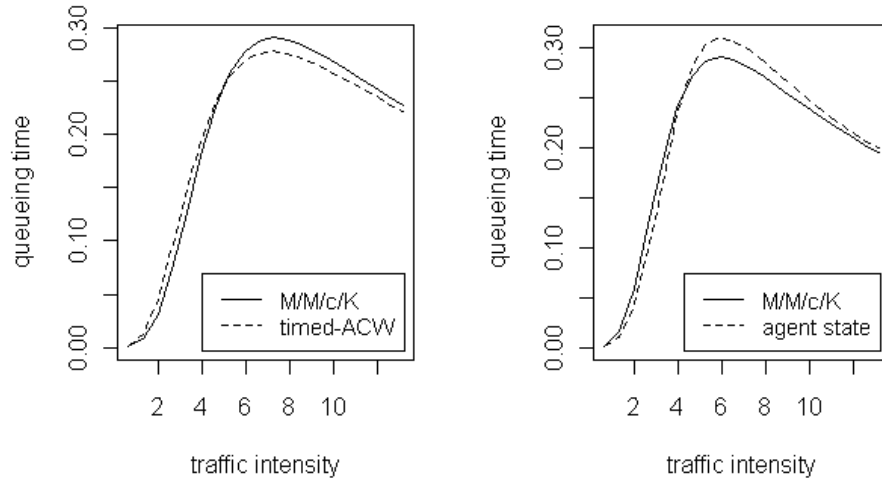 queueing time
0.30
0.20
0.10
0.00
M/M/c/K
timed-ACW
2 4 6 8 10
traffic intensity
queueing time
0.30
0.20
0.10
0.00
M/M/c/K
agent state
2 4 6 8 10
traffic intensity